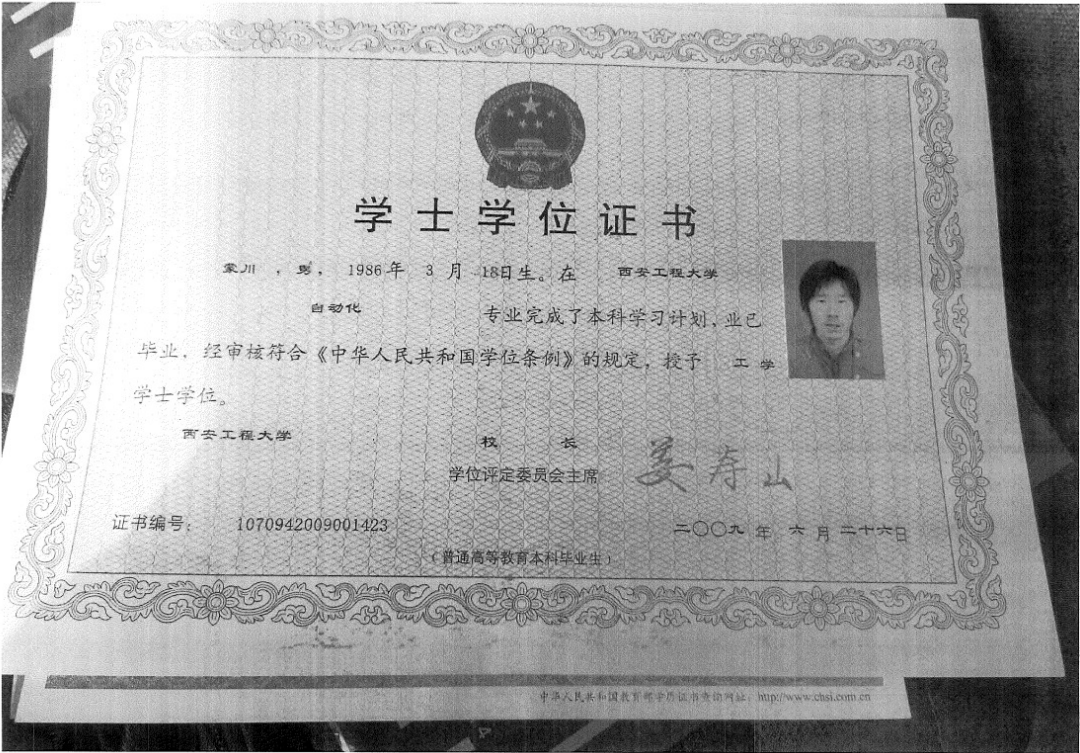 学士学位证书
蒙川 ，男， 1986年 3 月 18日生。在 西安工程大学
自动化 专业完成了本科学习计划，业已
毕业，经审核符合《中华人民共和国学位条例》的规定，授予 工学
学士学位。
西安工程大学 校 长
学位评定委员会主席 姜寿山
证书编号： 1070942009001423 二〇〇九 年 六 月 二十六日
（普通高等教育本科毕业生）
中华人民共和国教育部学历证书查询网址：http://www.chsi.com.cn